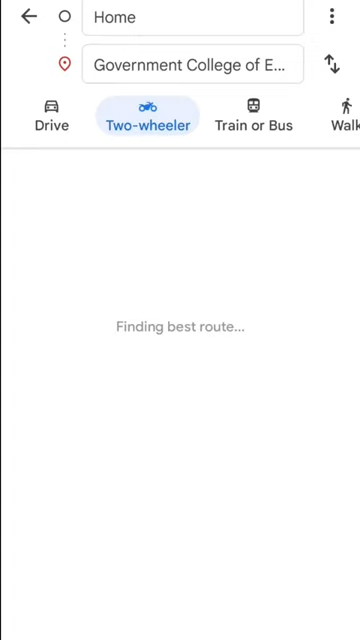 Home
Government College of E...
Drive
Two-wheeler
Train or Bus
Walk
Finding best route...